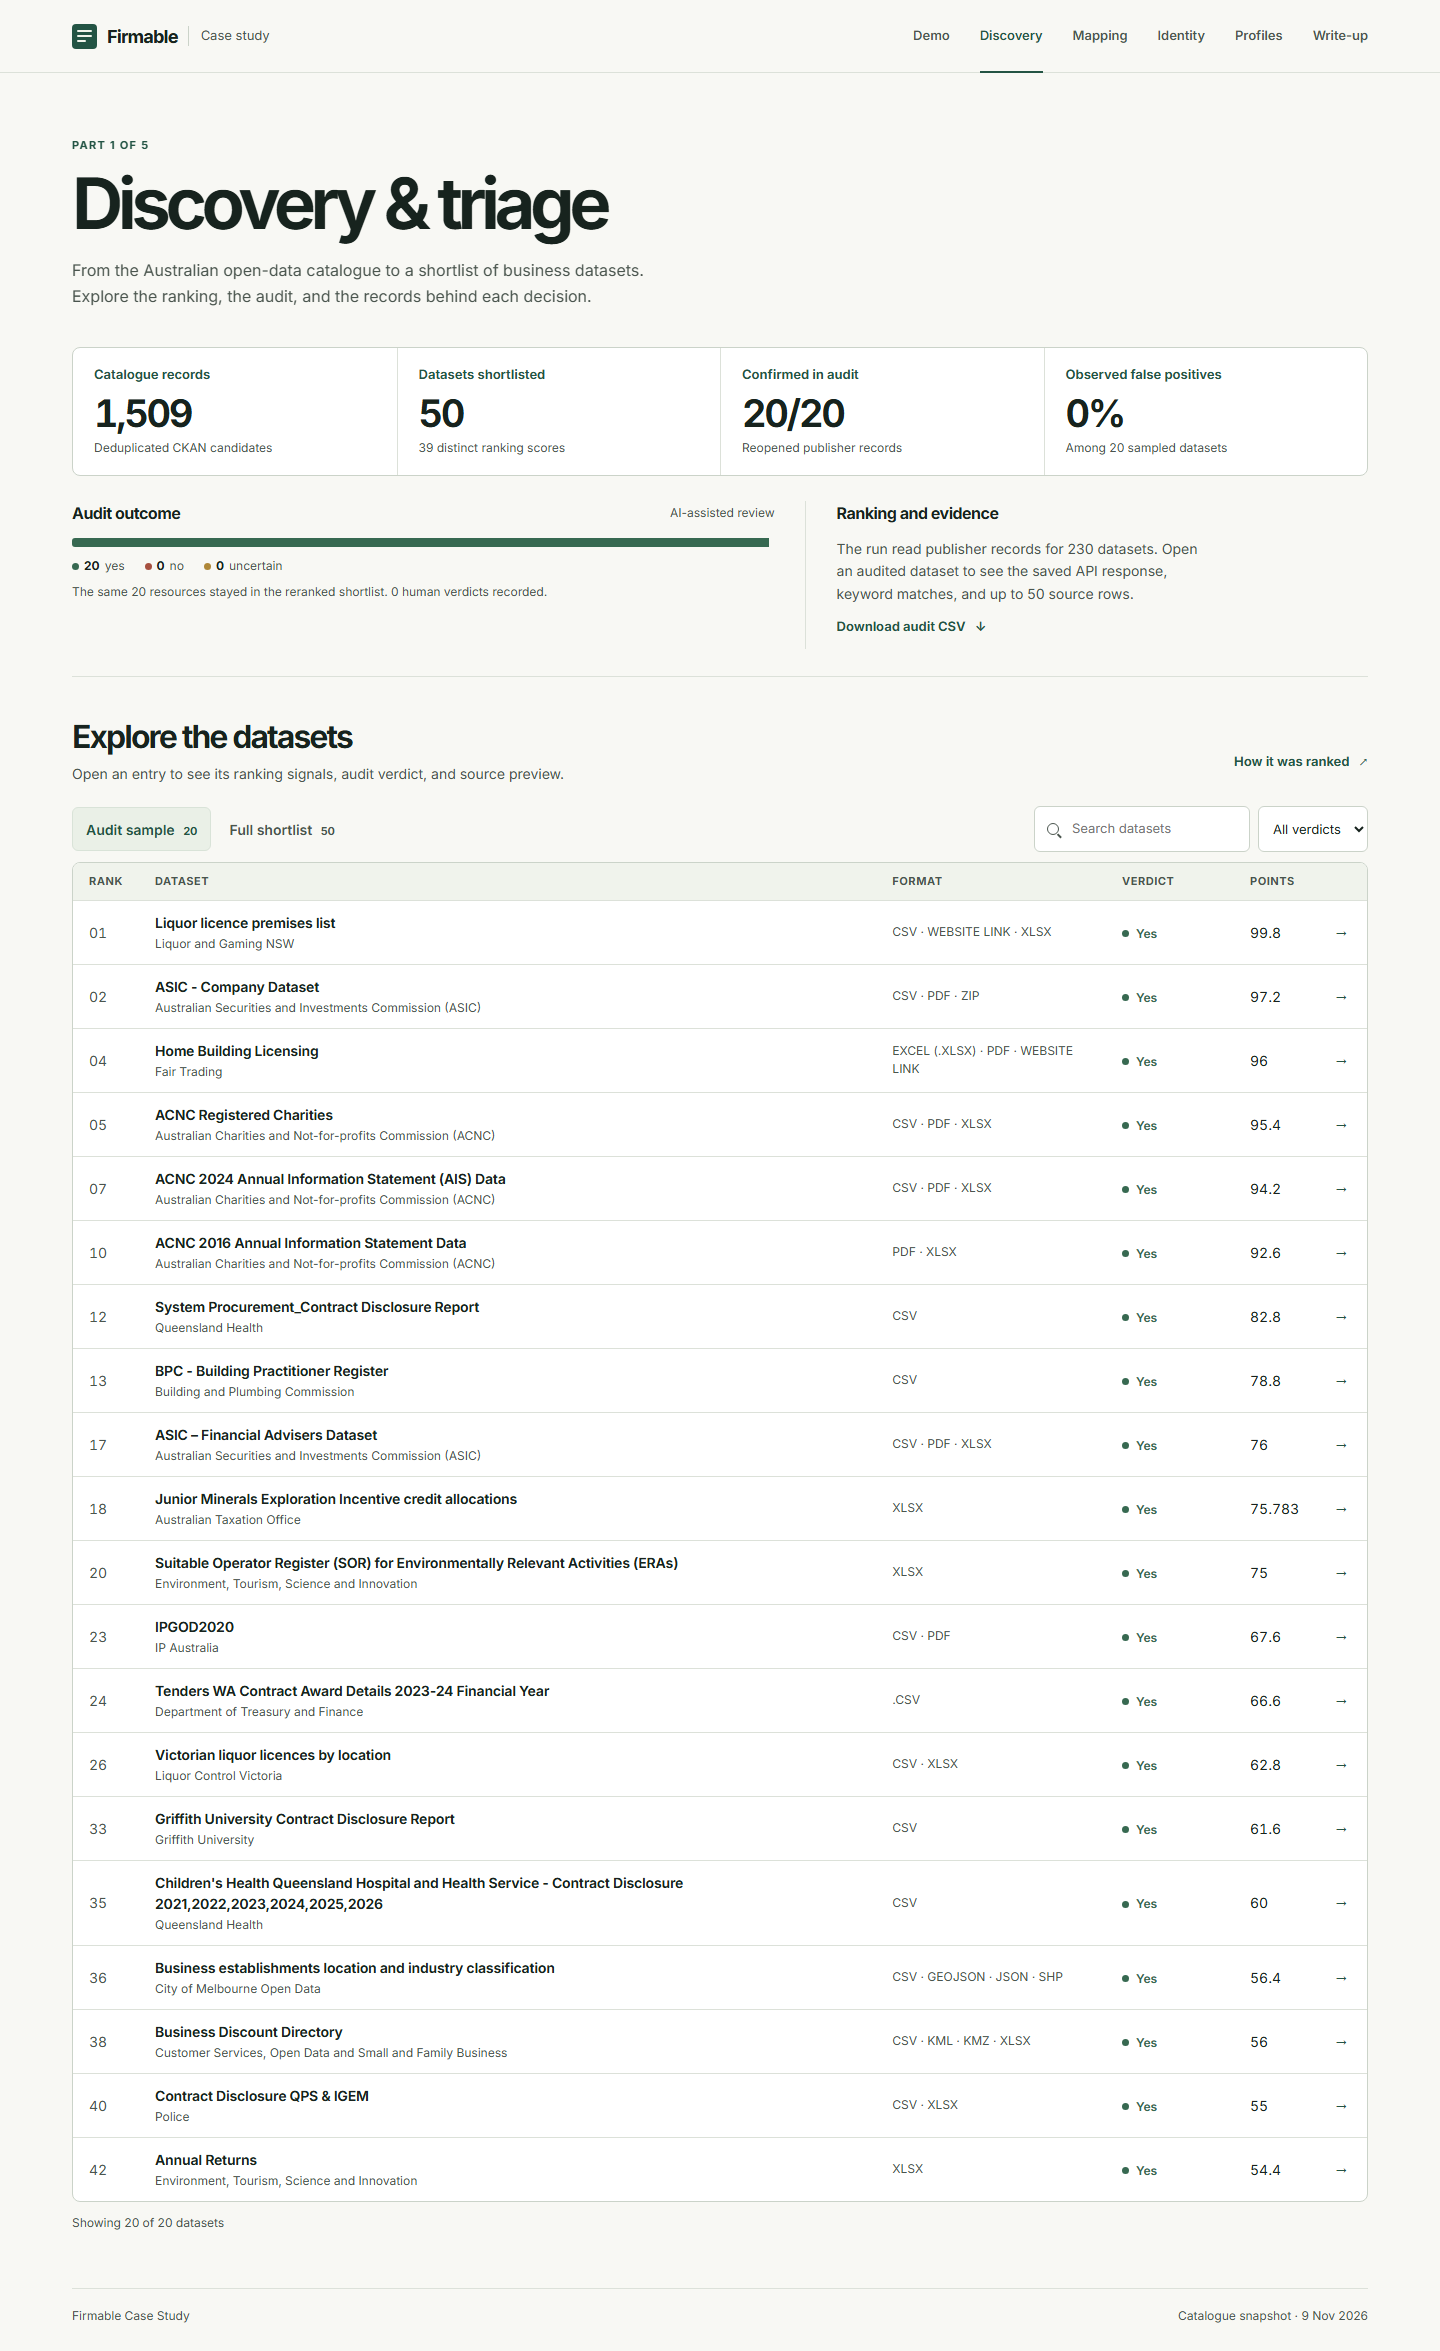 Firmable
Case study
Demo
Discovery
Mapping
Identity
Profiles
Write-up
PART 1 OF 5
Discovery & triage
From the Australian open-data catalogue to a shortlist of business datasets.
Explore the ranking, the audit, and the records behind each decision.
Catalogue records
1,509
Deduplicated CKAN candidates
Datasets shortlisted
50
39 distinct ranking scores
Confirmed in audit
20/20
Reopened publisher records
Observed false positives
0%
Among 20 sampled datasets
Audit outcome
AI-assisted review
20 yes
0 no
0 uncertain
The same 20 resources stayed in the reranked shortlist. 0 human verdicts recorded.
Ranking and evidence
The run read publisher records for 230 datasets. Open
an audited dataset to see the saved API response,
keyword matches, and up to 50 source rows.
Download audit CSV ↓
Explore the datasets
Open an entry to see its ranking signals, audit verdict, and source preview.
How it was ranked ↗
Audit sample 20
Full shortlist 50
Search datasets
All verdicts
RANK DATASET FORMAT VERDICT POINTS
01 Liquor licence premises list CSV · WEBSITE LINK · XLSX Yes 99.8 →
Liquor and Gaming NSW
02 ASIC - Company Dataset CSV · PDF · ZIP Yes 97.2 →
Australian Securities and Investments Commission (ASIC)
04 Home Building Licensing EXCEL (.XLSX) · PDF · WEBSITE Yes 96 →
Fair Trading LINK
05 ACNC Registered Charities CSV · PDF · XLSX Yes 95.4 →
Australian Charities and Not-for-profits Commission (ACNC)
07 ACNC 2024 Annual Information Statement (AIS) Data CSV · PDF · XLSX Yes 94.2 →
Australian Charities and Not-for-profits Commission (ACNC)
10 ACNC 2016 Annual Information Statement Data PDF · XLSX Yes 92.6 →
Australian Charities and Not-for-profits Commission (ACNC)
12 System Procurement_Contract Disclosure Report CSV Yes 82.8 →
Queensland Health
13 BPC - Building Practitioner Register CSV Yes 78.8 →
Building and Plumbing Commission
17 ASIC – Financial Advisers Dataset CSV · PDF · XLSX Yes 76 →
Australian Securities and Investments Commission (ASIC)
18 Junior Minerals Exploration Incentive credit allocations XLSX Yes 75.783 →
Australian Taxation Office
20 Suitable Operator Register (SOR) for Environmentally Relevant Activities (ERAs) XLSX Yes 75 →
Environment, Tourism, Science and Innovation
23 IPGOD2020 CSV · PDF Yes 67.6 →
IP Australia
24 Tenders WA Contract Award Details 2023-24 Financial Year .CSV Yes 66.6 →
Department of Treasury and Finance
26 Victorian liquor licences by location CSV · XLSX Yes 62.8 →
Liquor Control Victoria
33 Griffith University Contract Disclosure Report CSV Yes 61.6 →
Griffith University
35 Children's Health Queensland Hospital and Health Service - Contract Disclosure CSV Yes 60 →
2021,2022,2023,2024,2025,2026
Queensland Health
36 Business establishments location and industry classification CSV · GEOJSON · JSON · SHP Yes 56.4 →
City of Melbourne Open Data
38 Business Discount Directory CSV · KML · KMZ · XLSX Yes 56 →
Customer Services, Open Data and Small and Family Business
40 Contract Disclosure QPS & IGEM CSV · XLSX Yes 55 →
Police
42 Annual Returns XLSX Yes 54.4 →
Environment, Tourism, Science and Innovation
Showing 20 of 20 datasets
Firmable Case Study
Catalogue snapshot · 9 Nov 2026